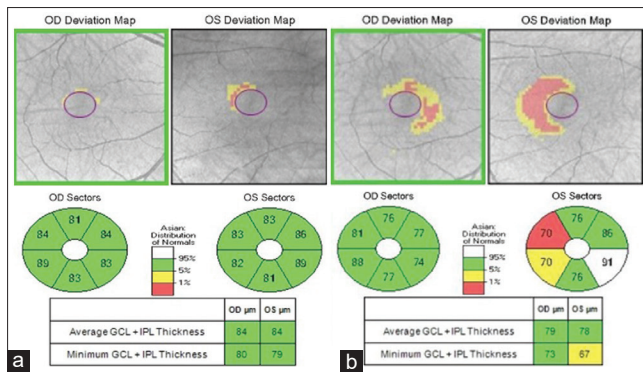 OD Deviation Map
OS Deviation Map
OD Sectors
OS Sectors
81
84 84
89 83
83
Asian:
Distribution
of Normals
95%
5%
1%
83
83 86
82 89
81
OD µm OS µm
Average GCL + IPL Thickness 84 84
Minimum GCL + IPL Thickness 80 79
a
OD Deviation Map
OS Deviation Map
OD Sectors
OS Sectors
76
81 77
88 74
77
Asian:
Distribution
of Normals
95%
5%
1%
76
70 86
70 91
76
OD µm OS µm
Average GCL + IPL Thickness 79 78
Minimum GCL + IPL Thickness 73 67
b